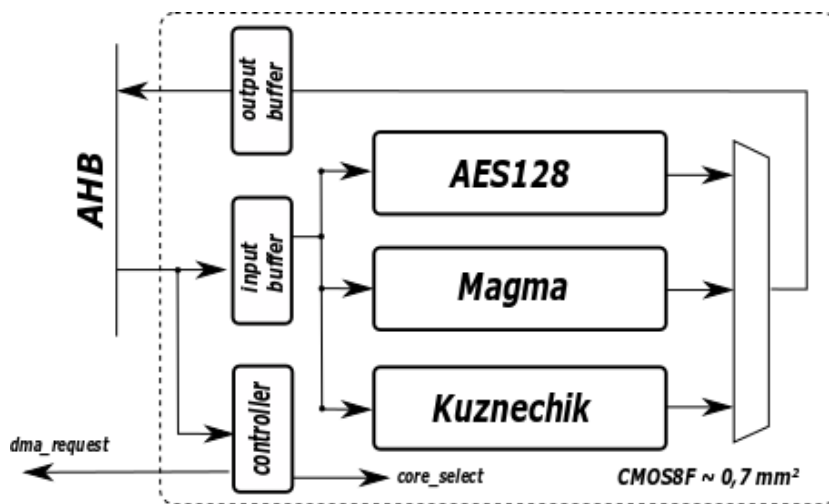 output
buffer
AHB
AES128
input
buffer
Magma
Kuznechik
controller
dma_request
core_select
CMOS8F ~ 0,7 mm²